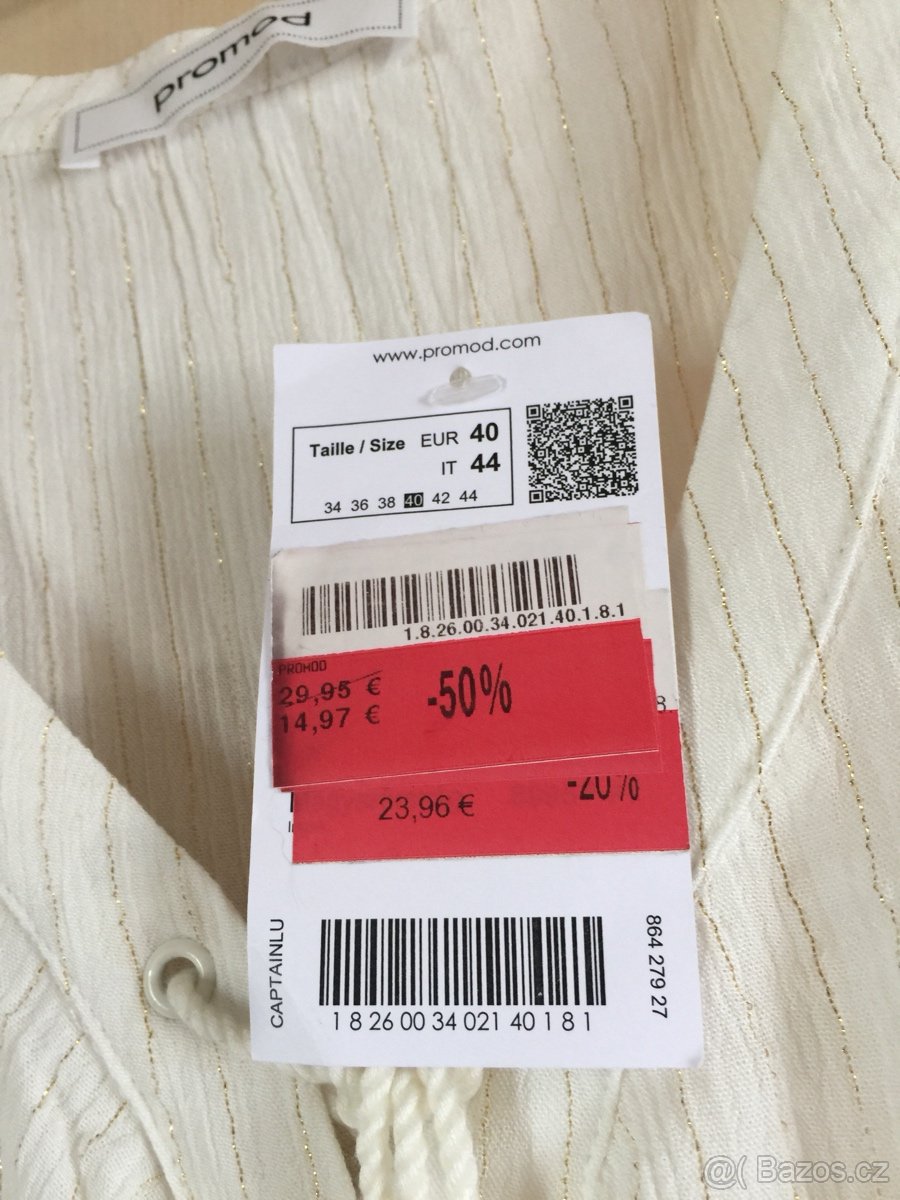 promod
www.promod.com
Taille / Size EUR 40
IT 44
34 36 38 40 42 44
1.8.26.00.34.021.40.1.8.1
PROMOD
29,95 €
14,97 €
-50%
8
-20%
23,96 €
CAPTAINLU
864 279 27
1 8 26 00 34 021 40 1 8 1
@( Bazos.cz